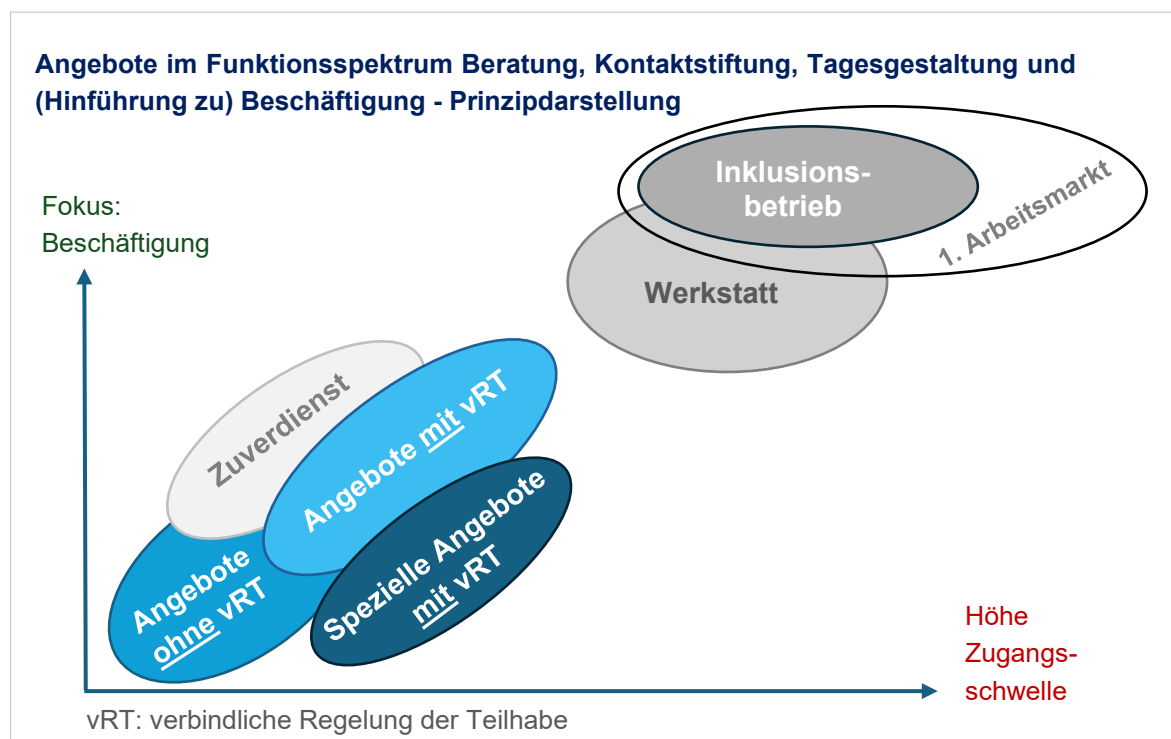 Angebote im Funktionsspektrum Beratung, Kontaktstiftung, Tagesgestaltung und
(Hinführung zu) Beschäftigung - Prinzipdarstellung
Fokus:
Beschäftigung
Inklusions-
betrieb
1. Arbeitsmarkt
Werkstatt
Zuverdienst
Angebote mit vRT
Angebote
ohne vRT
Spezielle Angebote
mit vRT
Höhe
Zugangs-
schwelle
vRT: verbindliche Regelung der Teilhabe